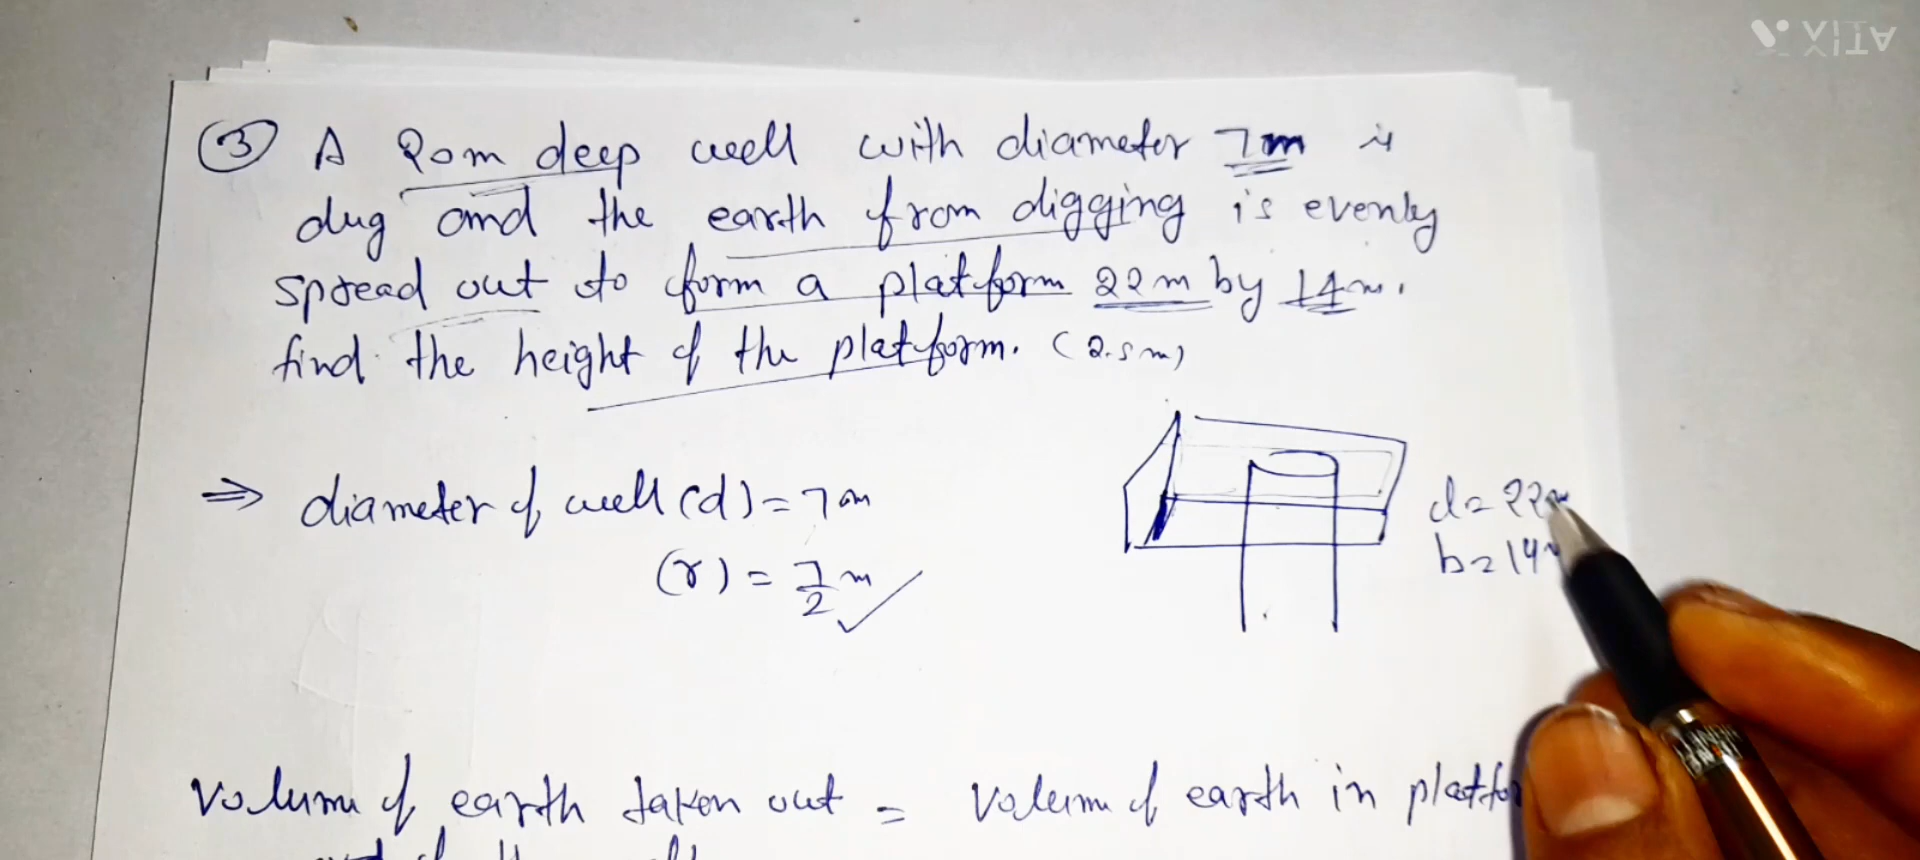 ③ A 20m deep well with diameter 7m is
dug and the earth from digging is evenly
spread out to form a platform 22m by 14m.
find the height of the platform. (2.5m)
⇒ diameter of well (d) = 7m
(r) = 7/2 m ✓
l = 22m
b = 14
volume of earth taken out = volume of earth in platfo
VITA